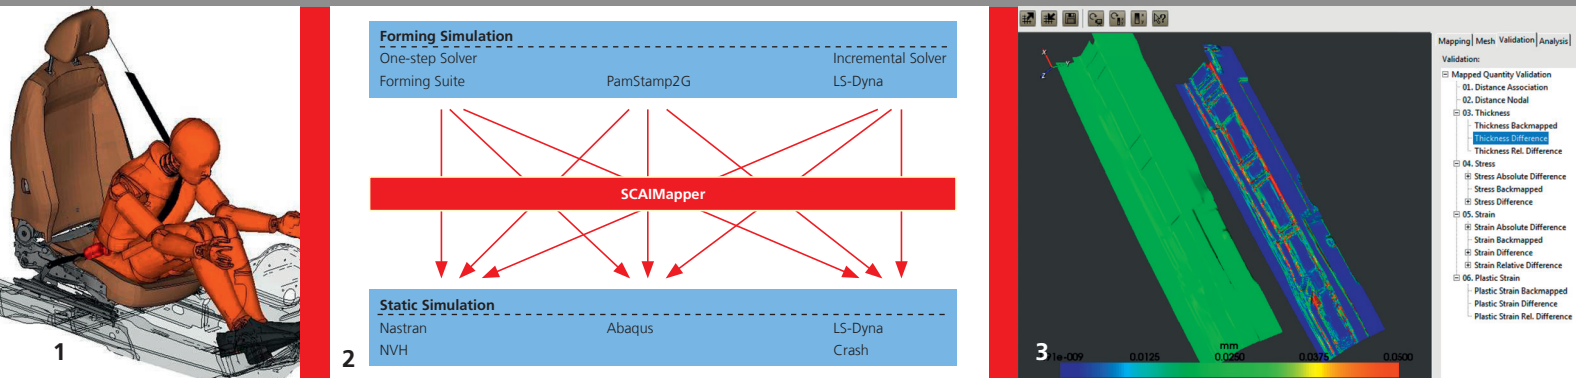 1
Forming Simulation
One-step Solver Incremental Solver
Forming Suite PamStamp2G LS-Dyna
SCAIMapper
Static Simulation
Nastran Abaqus LS-Dyna
NVH Crash
2
Mapping Mesh Validation Analysis
Validation:
Mapped Quantity Validation
01. Distance Association
02. Distance Nodal
03. Thickness
Thickness Backmapped
Thickness Difference
Thickness Rel. Difference
04. Stress
Stress Absolute Difference
Stress Backmapped
Stress Difference
05. Strain
Strain Absolute Difference
Strain Backmapped
Strain Difference
Strain Relative Difference
06. Plastic Strain
Plastic Strain Backmapped
Plastic Strain Difference
Plastic Strain Rel. Difference
X
Y
Z
mm
1e-009 0.0125 0.0250 0.0375 0.0500
3